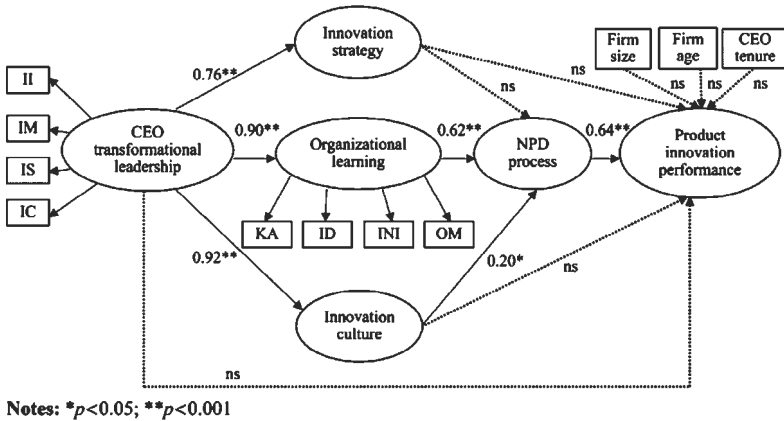 Innovation
strategy
Firm
size
Firm
age
CEO
tenure
ns
ns
ns
ns
ns
II
IM
IS
IC
0.76**
CEO
transformational
leadership
0.90**
Organizational
learning
0.62**
NPD
process
0.64**
Product
innovation
performance
KA
ID
INI
OM
0.92**
0.20*
ns
Innovation
culture
ns
Notes: *p<0.05; **p<0.001